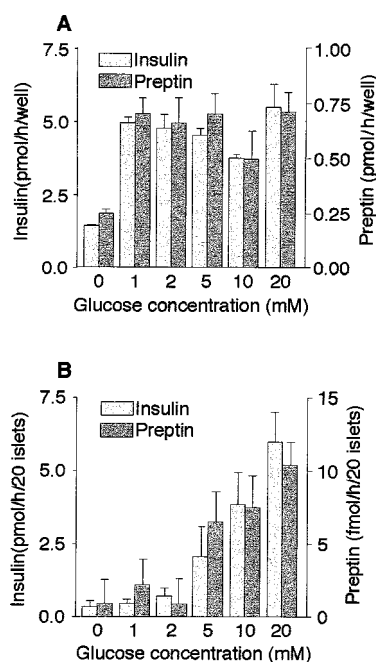 A
Insulin
Preptin
Insulin(pmol/h/well)
7.5
5.0
2.5
0.0
Preptin (pmol/h/well)
1.00
0.75
0.50
0.25
0.00
0 1 2 5 10 20
Glucose concentration (mM)
B
Insulin
Preptin
Insulin(pmol/h/20 islets)
7.5
5.0
2.5
0.0
Preptin (fmol/h/20 islets)
15
10
5
0
0 1 2 5 10 20
Glucose concentration (mM)